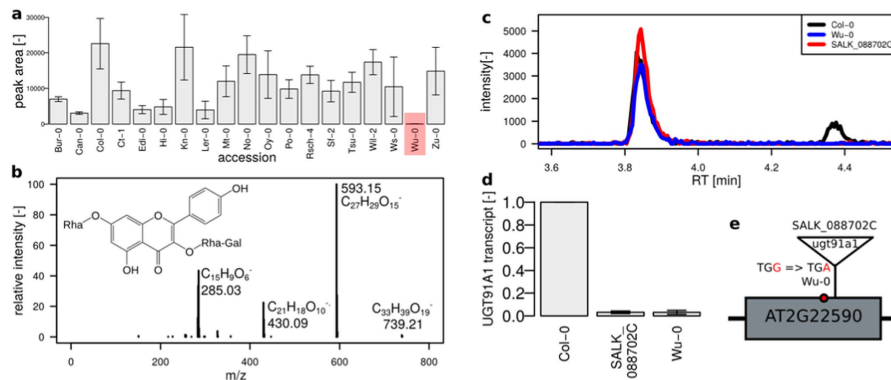 a
peak area [-]
30000
20000
10000
0
Bur-0
Can-0
Col-0
Ct-1
Edi-0
Hi-0
Kn-0
Ler-0
Mt-0
No-0
Oy-0
Po-0
Rsch-4
Sf-2
Tsu-0
Wil-2
Ws-0
Wu-0
Zu-0
accession
b
relative intensity [-]
100
80
60
40
20
0
0
200
400
600
800
m/z
OH
Rha
O
O
O
Rha-Gal
OH
O
C15H9O6-
285.03
C21H18O10-
430.09
593.15
C27H29O15-
C33H39O19-
739.21
c
intensity[-]
5000
4000
3000
2000
1000
0
3.6
3.8
4.0
4.2
4.4
RT [min]
Col-0
Wu-0
SALK_088702C
d
UGT91A1 transcript [-]
1.0
0.8
0.6
0.4
0.2
0.0
Col-0
SALK_
088702C
Wu-0
e
SALK_088702C
ugt91a1
TGG => TGA
Wu-0
AT2G22590